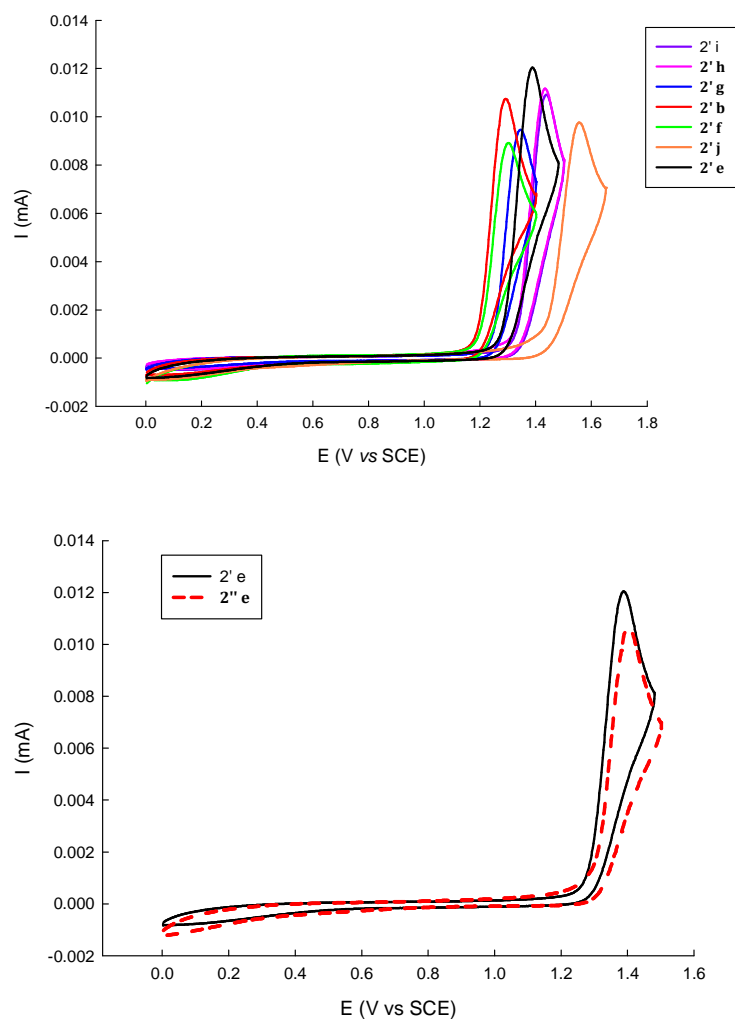 0.014
0.012
0.010
0.008
0.006
0.004
0.002
0.000
-0.002
I (mA)
0.0 0.2 0.4 0.6 0.8 1.0 1.2 1.4 1.6 1.8
E (V vs SCE)
2' i
2' h
2' g
2' b
2' f
2' j
2' e
0.014
0.012
0.010
0.008
0.006
0.004
0.002
0.000
-0.002
I (mA)
2' e
2'' e
0.0 0.2 0.4 0.6 0.8 1.0 1.2 1.4 1.6
E (V vs SCE)